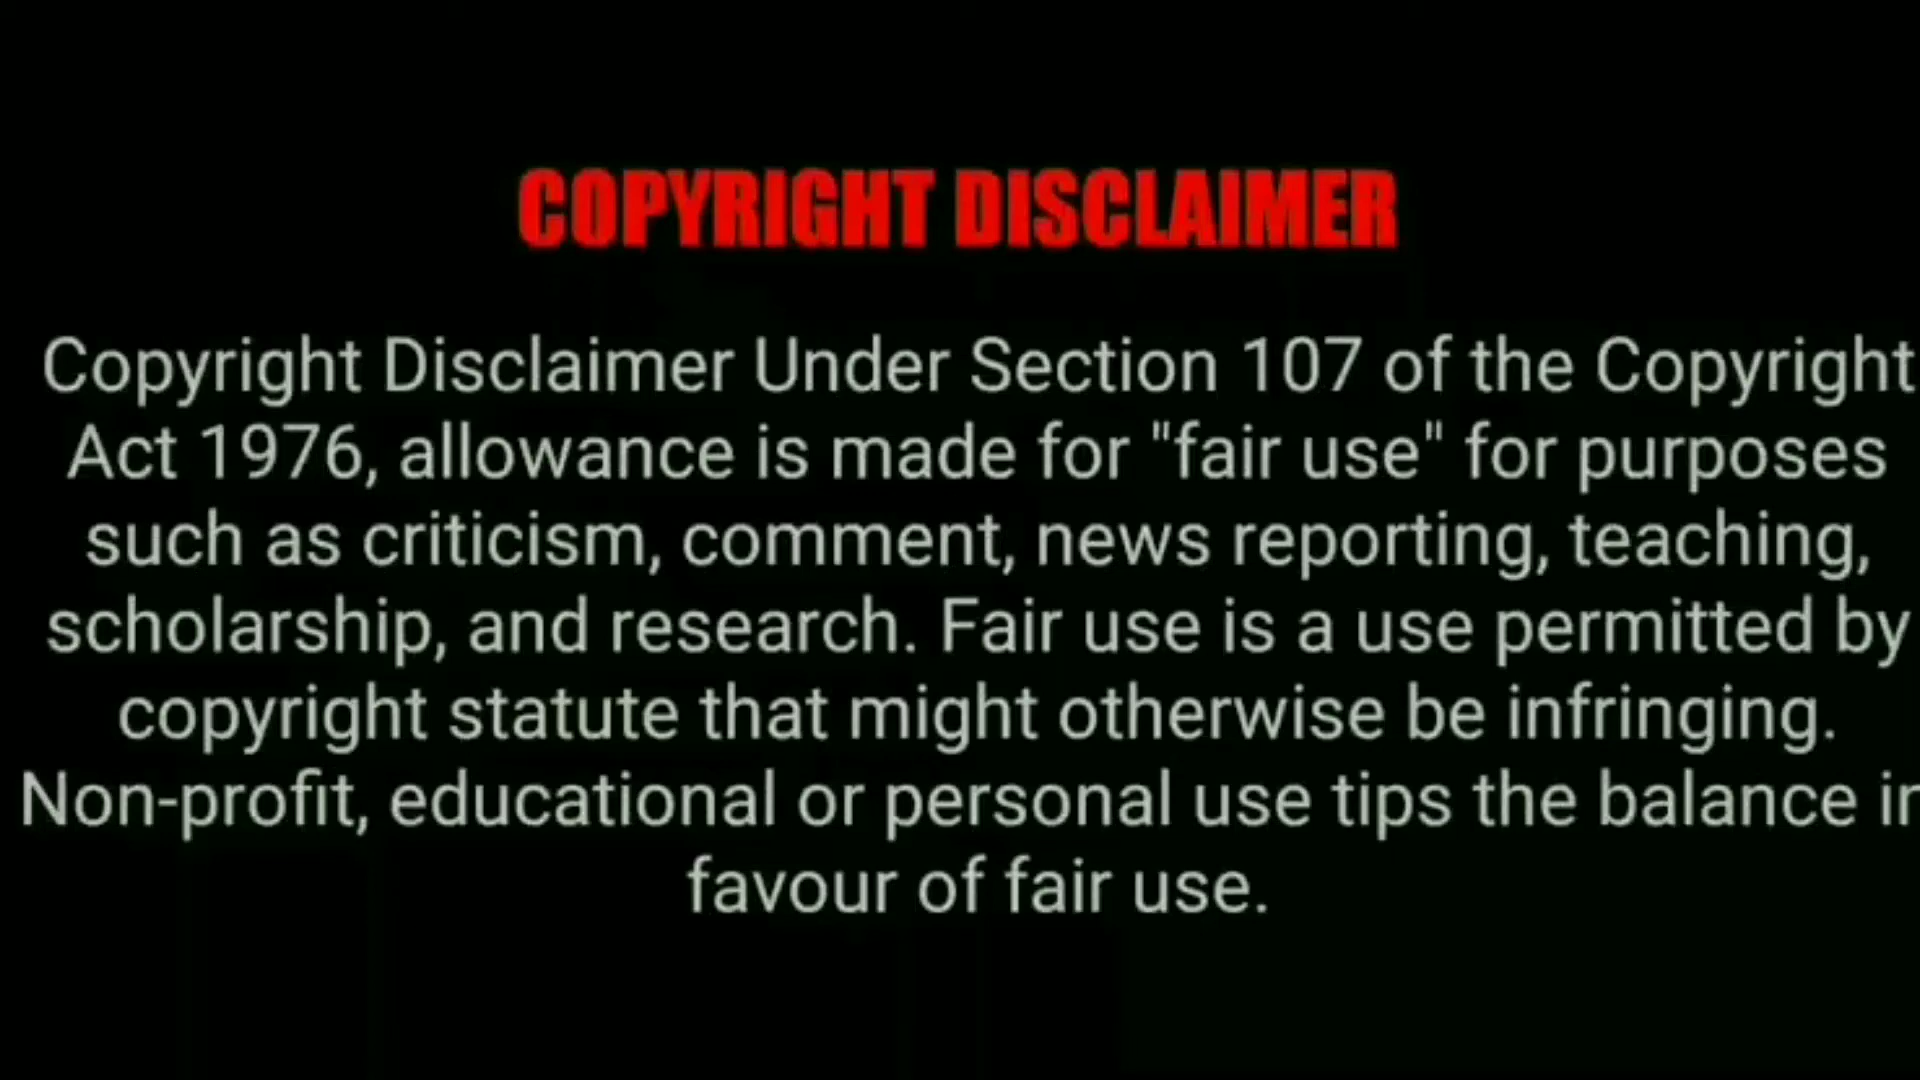 COPYRIGHT DISCLAIMER
Copyright Disclaimer Under Section 107 of the Copyright
Act 1976, allowance is made for "fair use" for purposes
such as criticism, comment, news reporting, teaching,
scholarship, and research. Fair use is a use permitted by
copyright statute that might otherwise be infringing.
Non-profit, educational or personal use tips the balance in
favour of fair use.